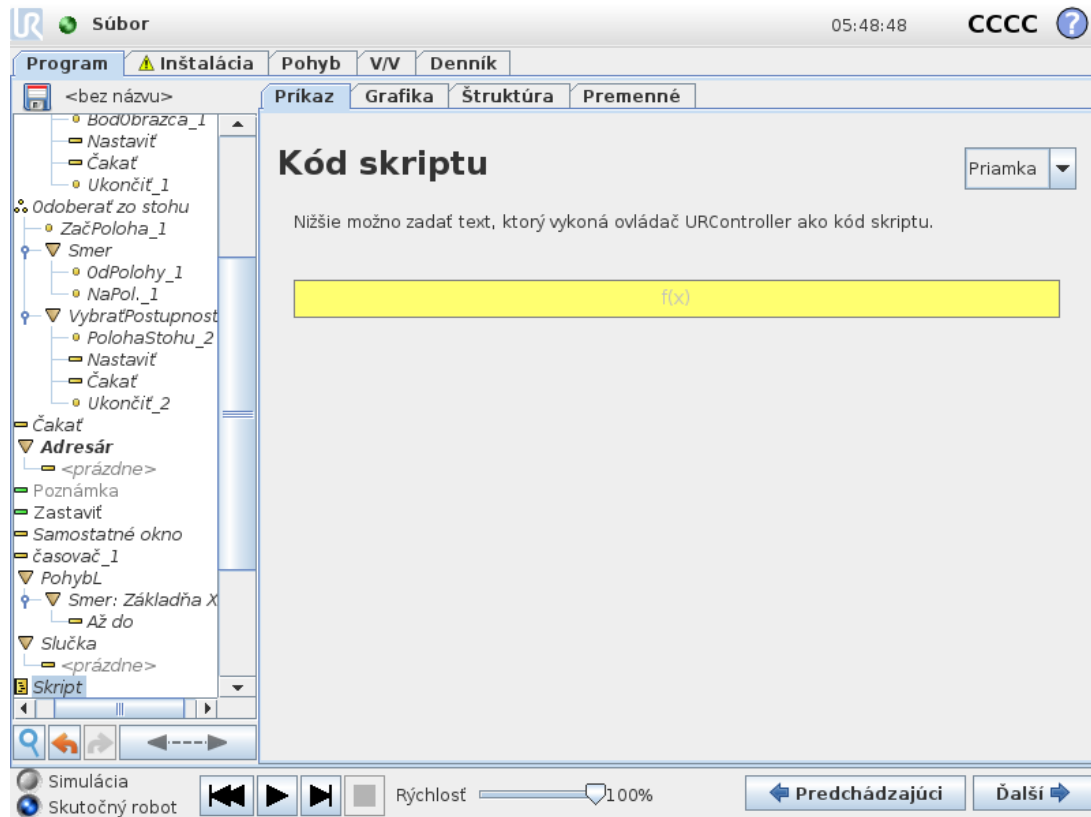 Súbor
05:48:48
CCCC
Program
Inštalácia
Pohyb
V/V
Denník
<bez názvu>
Príkaz
Grafika
Štruktúra
Premenné
BodObrazca_1
Nastaviť
Čakať
Ukončiť_1
Odoberať zo stohu
ZačPoloha_1
Smer
OdPolohy_1
NaPol._1
VybraťPostupnost
PolohaStohu_2
Nastaviť
Čakať
Ukončiť_2
Čakať
Adresár
<prázdne>
Poznámka
Zastaviť
Samostatné okno
časovač_1
PohybL
Smer: Základňa X
Až do
Slučka
<prázdne>
Skript
Kód skriptu
Priamka
Nižšie možno zadať text, ktorý vykoná ovládač URController ako kód skriptu.
f(x)
Simulácia
Skutočný robot
Rýchlosť
100%
Predchádzajúci
Ďalší